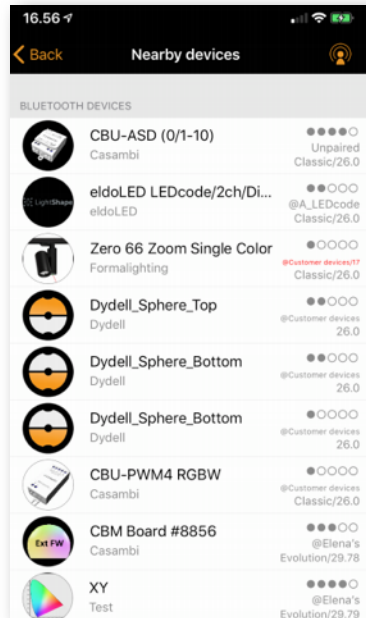 16.56
Back
Nearby devices
BLUETOOTH DEVICES
CBU-ASD (0/1-10)
Casambi
Unpaired
Classic/26.0
LightShape
eldoLED LEDcode/2ch/Di...
eldoLED
@A_LEDcode
Classic/26.0
Zero 66 Zoom Single Color
Formalighting
@Customer devices/17
Classic/26.0
Dydell_Sphere_Top
Dydell
@Customer devices
26.0
Dydell_Sphere_Bottom
Dydell
@Customer devices
26.0
Dydell_Sphere_Bottom
Dydell
@Customer devices
26.0
CBU-PWM4 RGBW
Casambi
@Customer devices
Classic/26.0
Ext FW
CBM Board #8856
Casambi
@Elena's
Evolution/29.78
XY
Test
@Elena's
Evolution/29.79